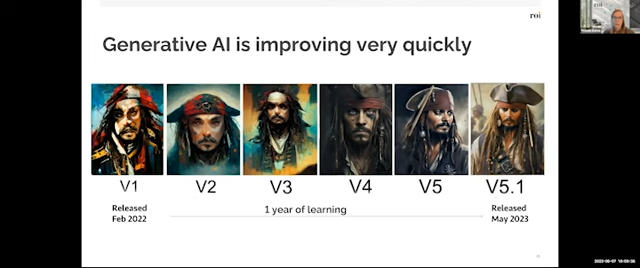 roi
Generative AI is improving very quickly
V1
V2
V3
V4
V5
V5.1
Released
Feb 2022
1 year of learning
Released
May 2023